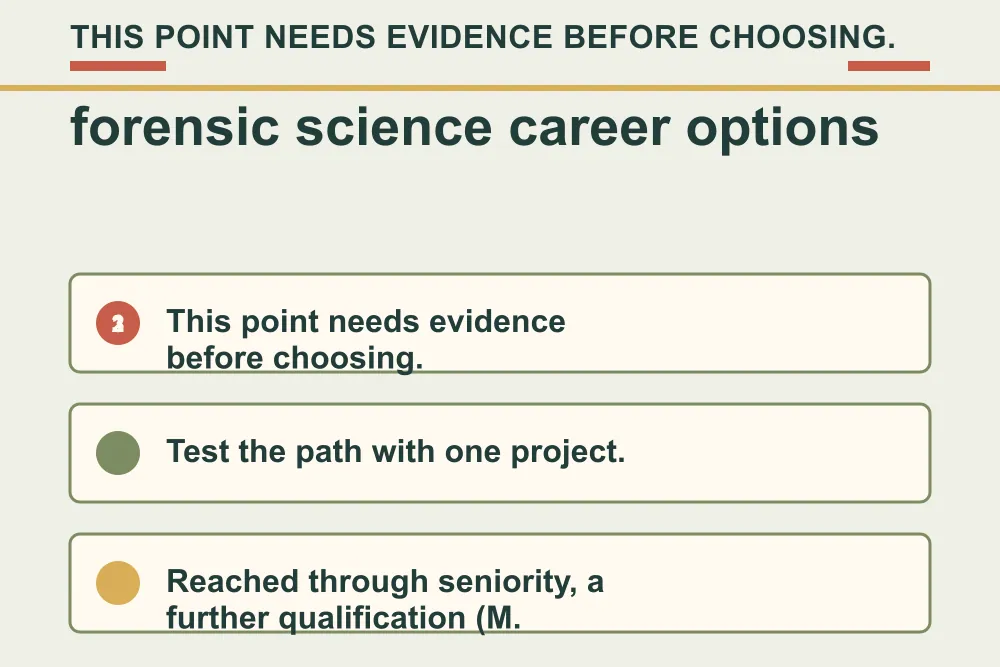 THIS POINT NEEDS EVIDENCE BEFORE CHOOSING.
forensic science career options
This point needs evidence
before choosing.
Test the path with one project.
Reached through seniority, a
further qualification (M.